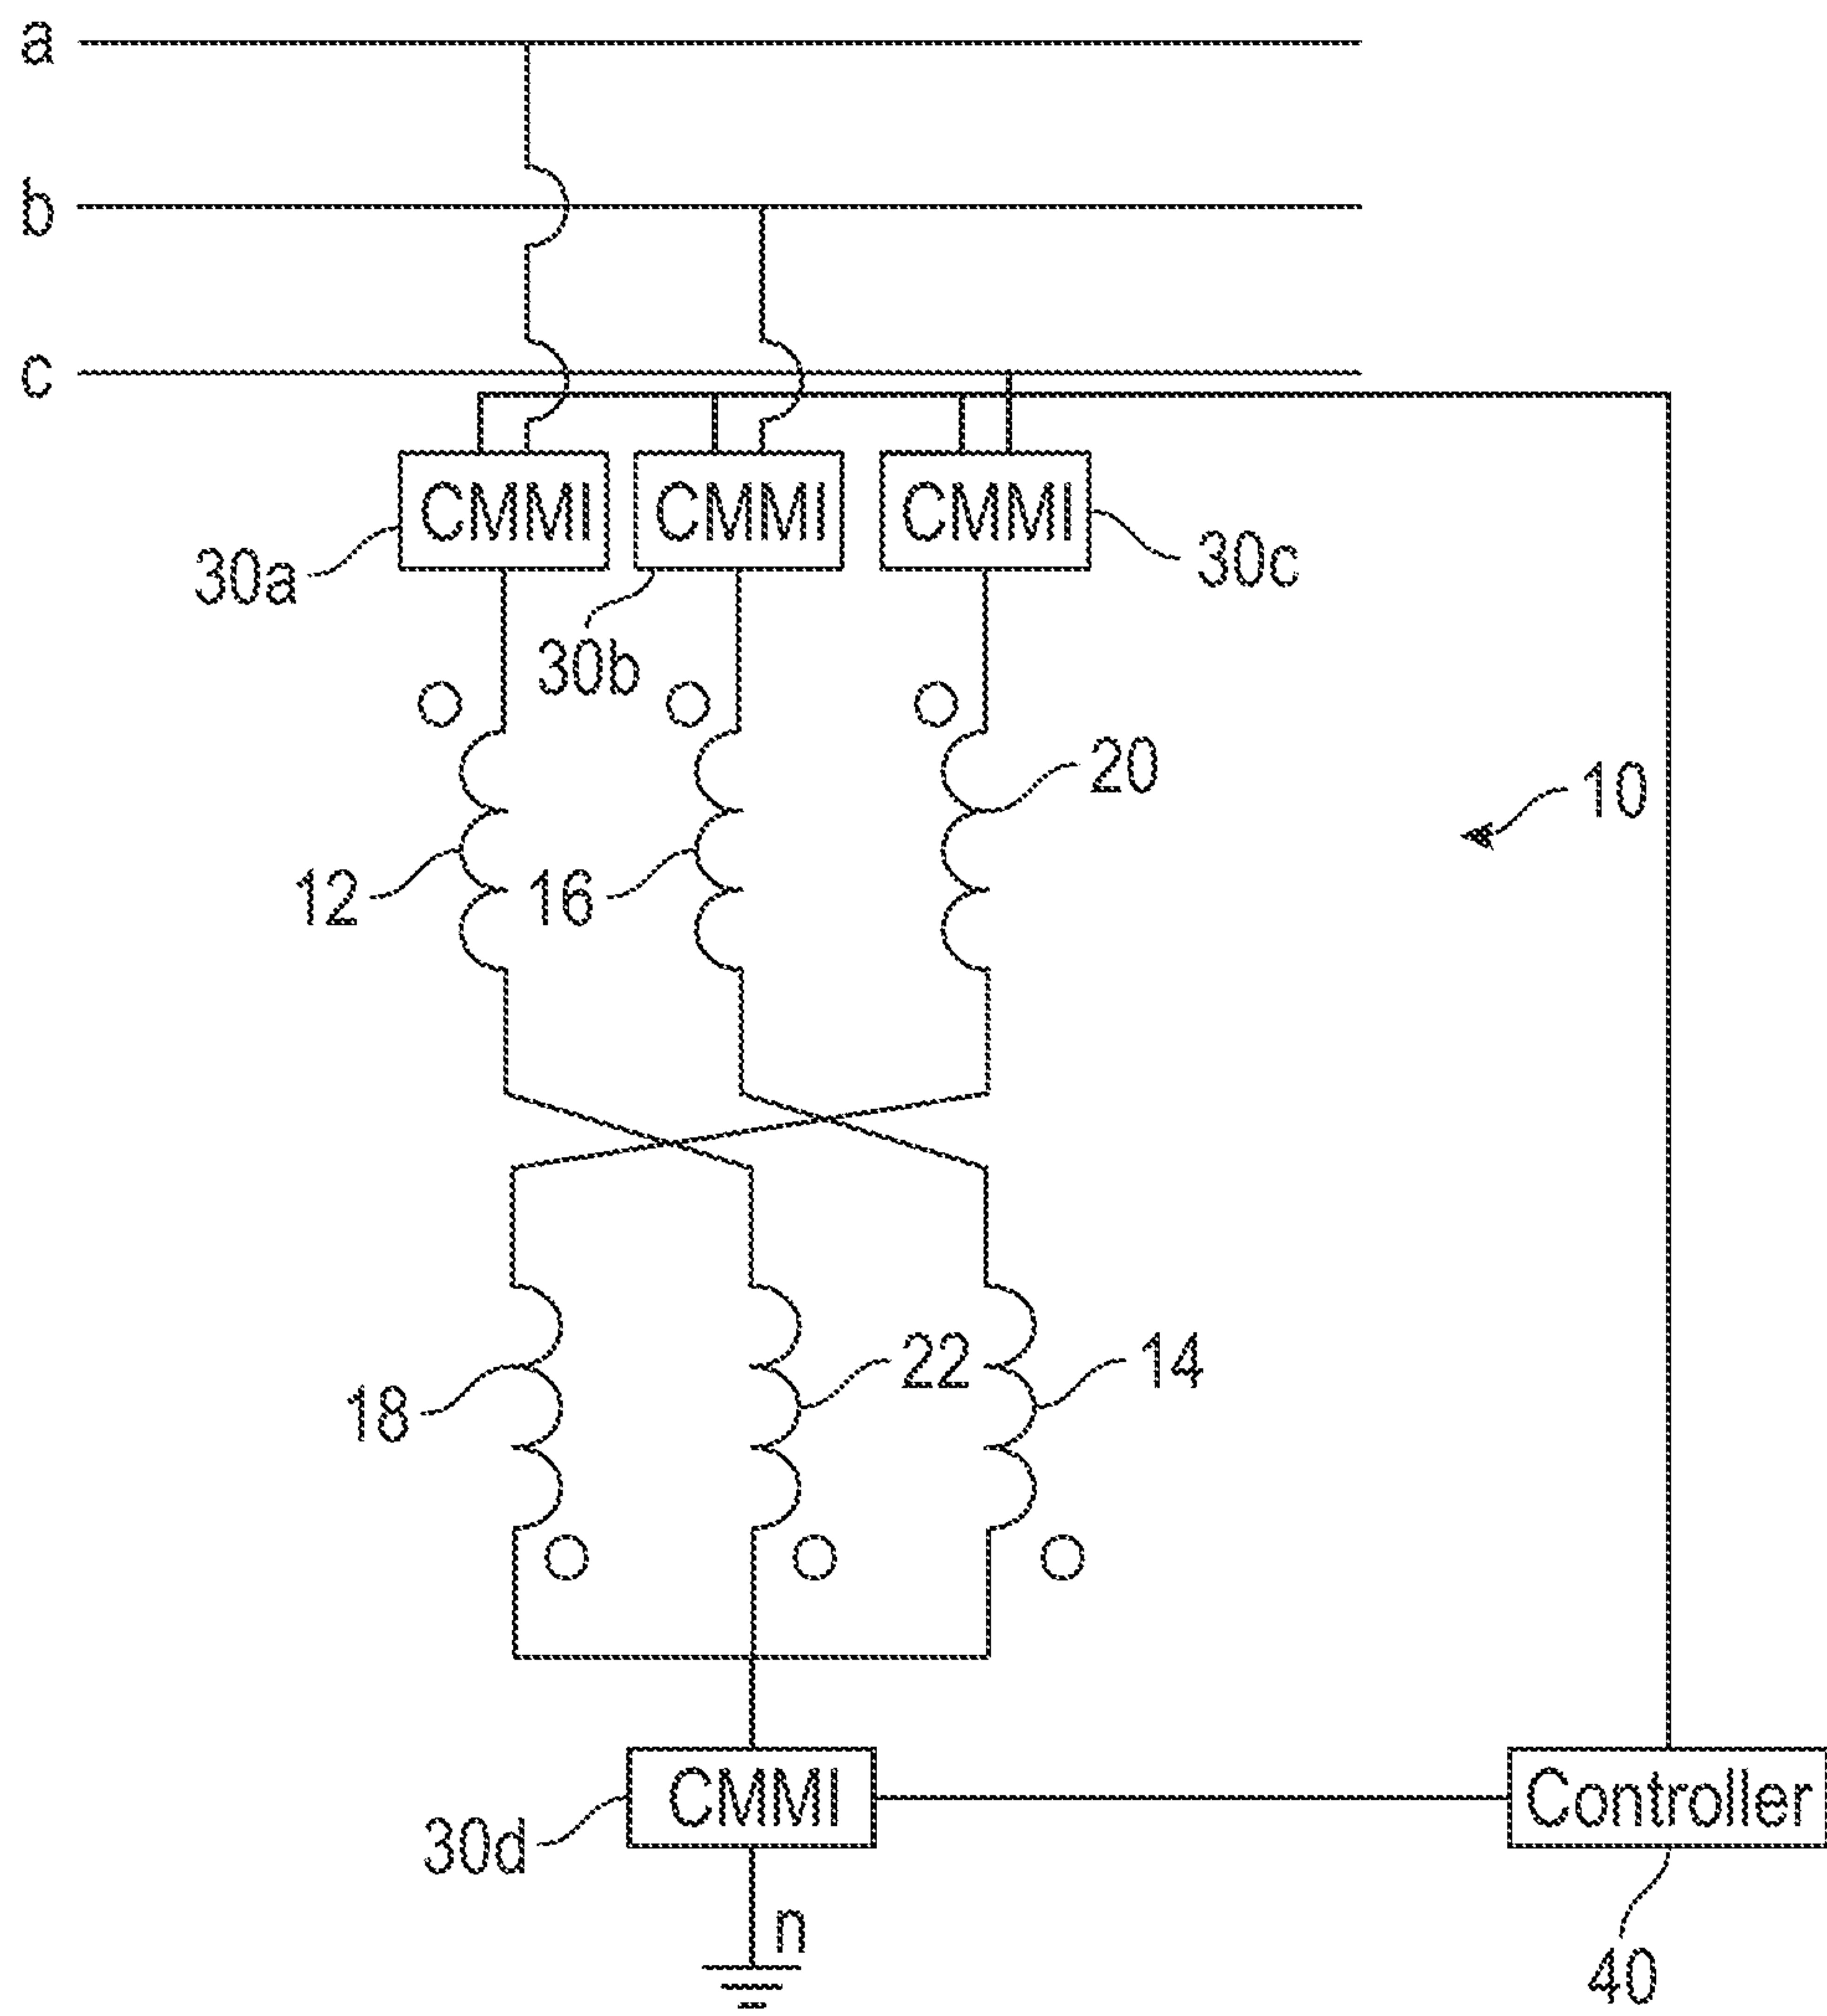 a
b
c
CMMI CMMI CMMI
30a 30b 30c
12 16 20 10
18 22 14
CMMI Controller
30d n 40